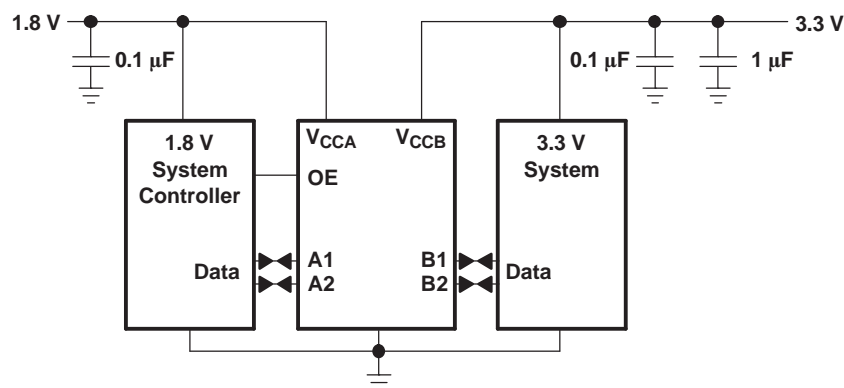 1.8 V
3.3 V
0.1 μF
0.1 μF
1 μF
1.8 V
System
Controller
Data
VCCA
VCCB
OE
A1
A2
B1
B2
3.3 V
System
Data